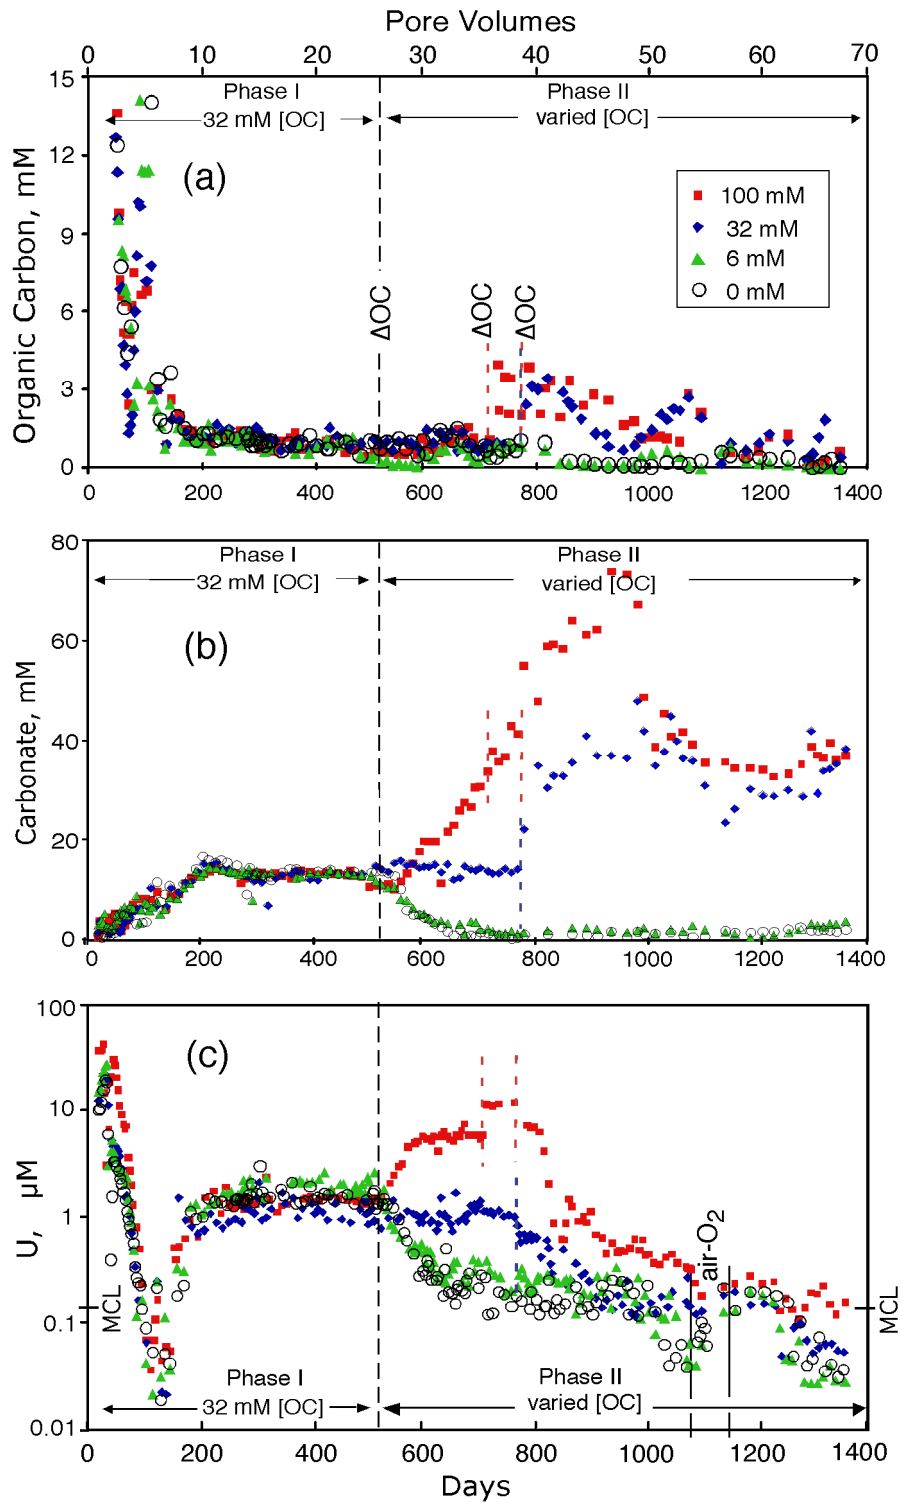 Pore Volumes
0 10 20 30 40 50 60 70
15
12
9
6
3
0
Organic Carbon, mM
Phase I
32 mM [OC]
Phase II
varied [OC]
(a)
100 mM
32 mM
6 mM
0 mM
ΔOC
ΔOC
ΔOC
0 200 400 600 800 1000 1200 1400
80
60
40
20
0
Carbonate, mM
Phase I
32 mM [OC]
Phase II
varied [OC]
(b)
0 200 400 600 800 1000 1200 1400
100
10
1
0.1
0.01
U, µM
(c)
MCL
air-O2
MCL
Phase I
32 mM [OC]
Phase II
varied [OC]
0 200 400 600 800 1000 1200 1400
Days